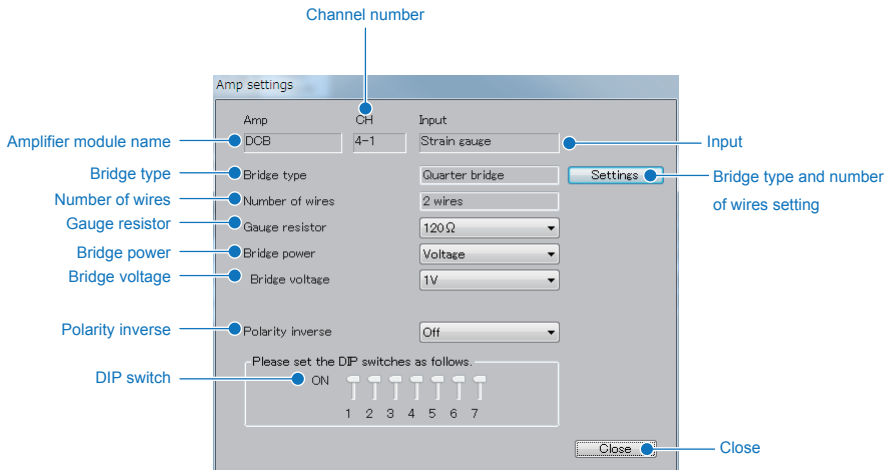 Channel number
Amp settings
Amp CH Input
Amplifier module name DCB 4-1 Strain gauge Input
Bridge type Bridge type Quarter bridge Settings Bridge type and number
of wires setting
Number of wires Number of wires 2 wires
Gauge resistor Gauge resistor 120Ω
Bridge power Bridge power Voltage
Bridge voltage Bridge voltage 1V
Polarity inverse Polarity inverse Off
Please set the DIP switches as follows.
DIP switch ON
1 2 3 4 5 6 7
Close Close